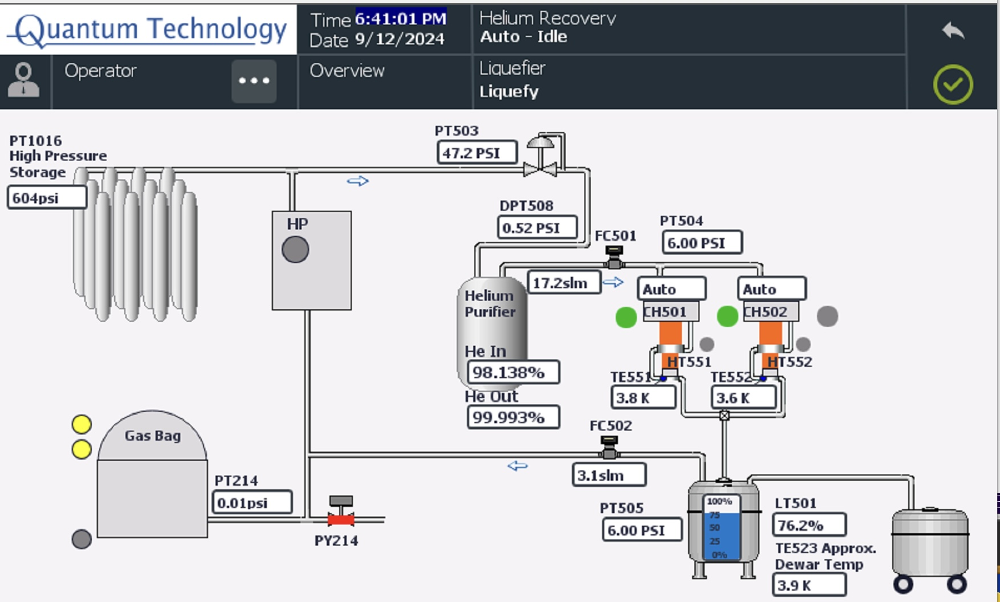 Quantum Technology
Time 6:41:01 PM
Date 9/12/2024
Helium Recovery
Auto - Idle
Operator
...
Overview
Liquefier
Liquefy
PT1016
High Pressure
Storage
604psi
PT503
47.2 PSI
HP
DPT508
0.52 PSI
FC501
17.2slm
PT504
6.00 PSI
Auto
Auto
CH501
CH502
Helium
Purifier
He In
98.138%
He Out
99.993%
HT551
HT552
TE551
3.8 K
TE552
3.6 K
Gas Bag
PT214
0.01psi
PY214
FC502
3.1slm
PT505
6.00 PSI
100%
75
50
25
0%
LT501
76.2%
TE523 Approx.
Dewar Temp
3.9 K